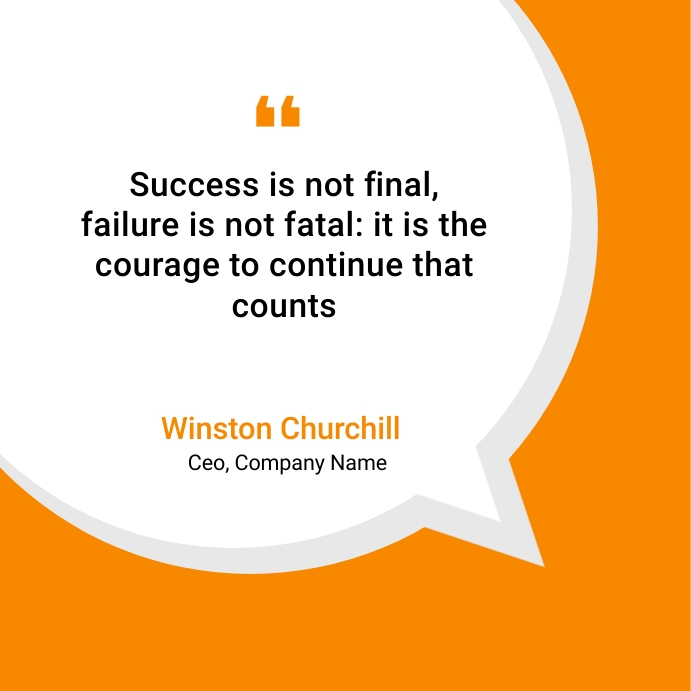 ❝
Success is not final,
failure is not fatal: it is the
courage to continue that
counts
Winston Churchill
Ceo, Company Name